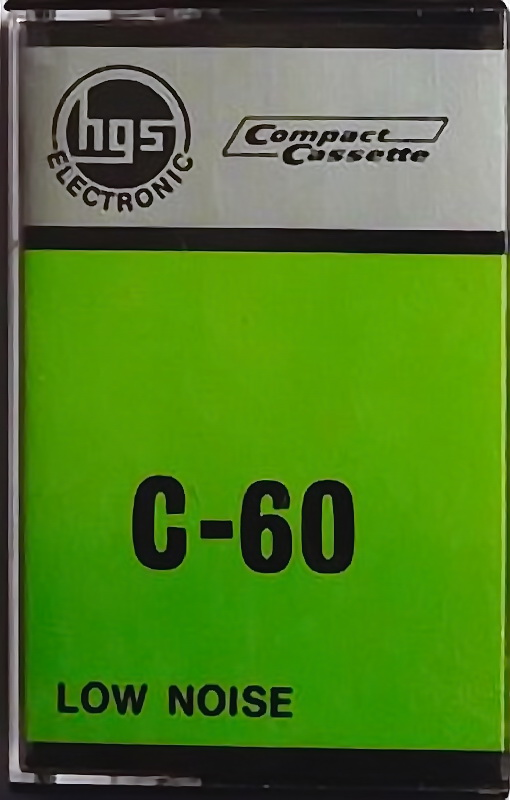 hgs
ELECTRONIC
Compact
Cassette
C-60
LOW NOISE